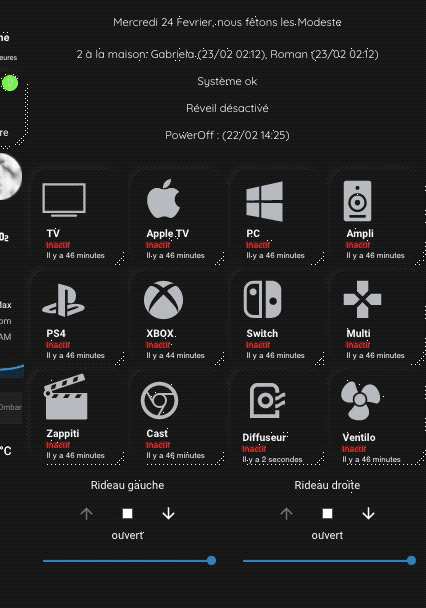 Mercredi 24 Fevrier, nous fêtons les Modeste
2 à la maison: Gabriela (23/02 02:12), Roman (23/02 02:12)
Système ok
Réveil désactivé
PowerOff : (22/02 14:25)
eures
re
O₂
Max
pm
AM
0mbar
°C
TV
Inactif
Il y a 46 minutes
Apple TV
Inactif
Il y a 46 minutes
PC
Inactif
Il y a 46 minutes
Ampli
Inactif
Il y a 46 minutes
PS4
Inactif
Il y a 46 minutes
XBOX
Inactif
Il y a 44 minutes
Switch
Inactif
Il y a 46 minutes
Multi
Inactif
Il y a 44 minutes
Zappiti
Inactif
Il y a 46 minutes
Cast
Inactif
Il y a 46 minutes
Diffuseur
Inactif
Il y a 2 secondes
Ventilo
Inactif
Il y a 46 minutes
Rideau gauche
ouvert
Rideau droite
ouvert